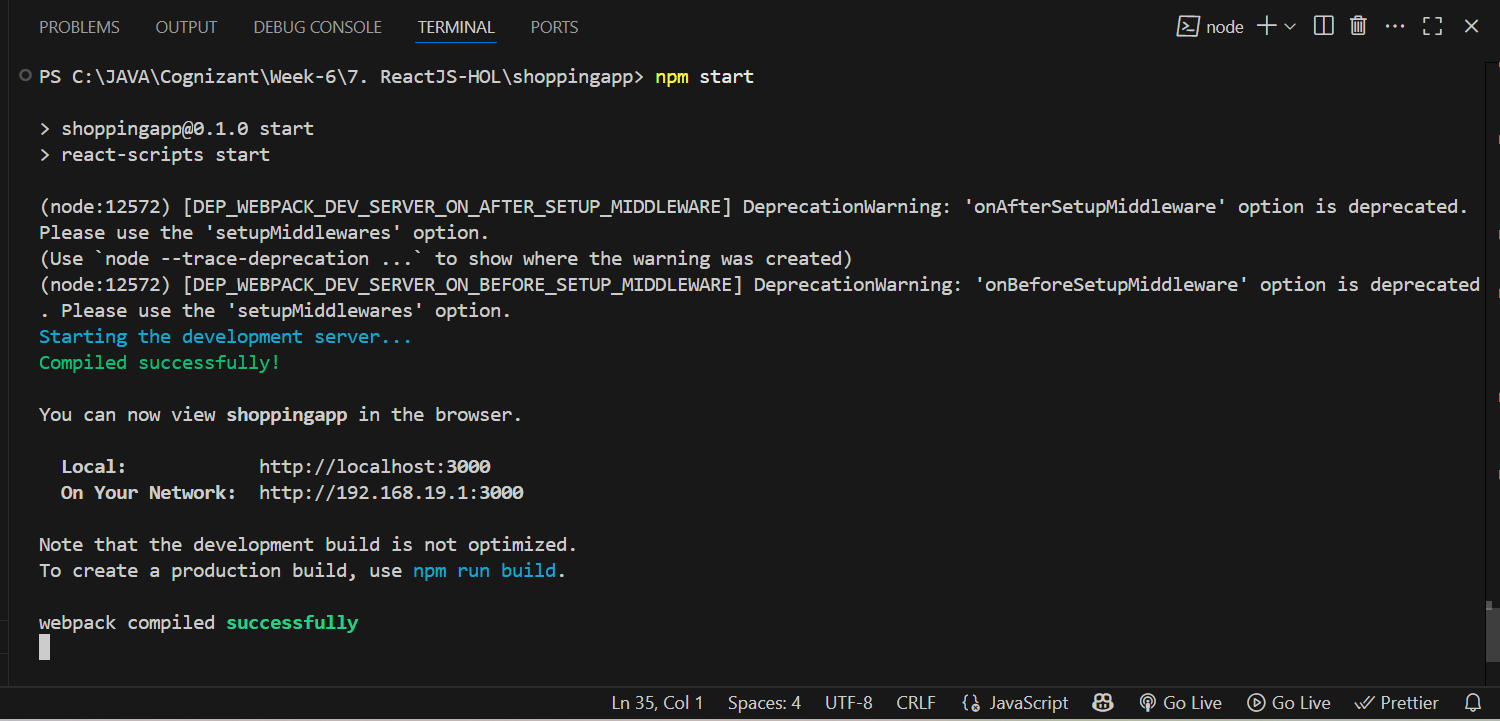 PROBLEMS OUTPUT DEBUG CONSOLE TERMINAL PORTS node
PS C:\JAVA\Cognizant\Week-6\7. ReactJS-HOL\shoppingapp> npm start
> shoppingapp@0.1.0 start
> react-scripts start
(node:12572) [DEP_WEBPACK_DEV_SERVER_ON_AFTER_SETUP_MIDDLEWARE] DeprecationWarning: 'onAfterSetupMiddleware' option is deprecated.
Please use the 'setupMiddlewares' option.
(Use `node --trace-deprecation ...` to show where the warning was created)
(node:12572) [DEP_WEBPACK_DEV_SERVER_ON_BEFORE_SETUP_MIDDLEWARE] DeprecationWarning: 'onBeforeSetupMiddleware' option is deprecated
. Please use the 'setupMiddlewares' option.
Starting the development server...
Compiled successfully!
You can now view shoppingapp in the browser.
Local: http://localhost:3000
On Your Network: http://192.168.19.1:3000
Note that the development build is not optimized.
To create a production build, use npm run build.
webpack compiled successfully
Ln 35, Col 1 Spaces: 4 UTF-8 CRLF JavaScript Go Live Go Live Prettier